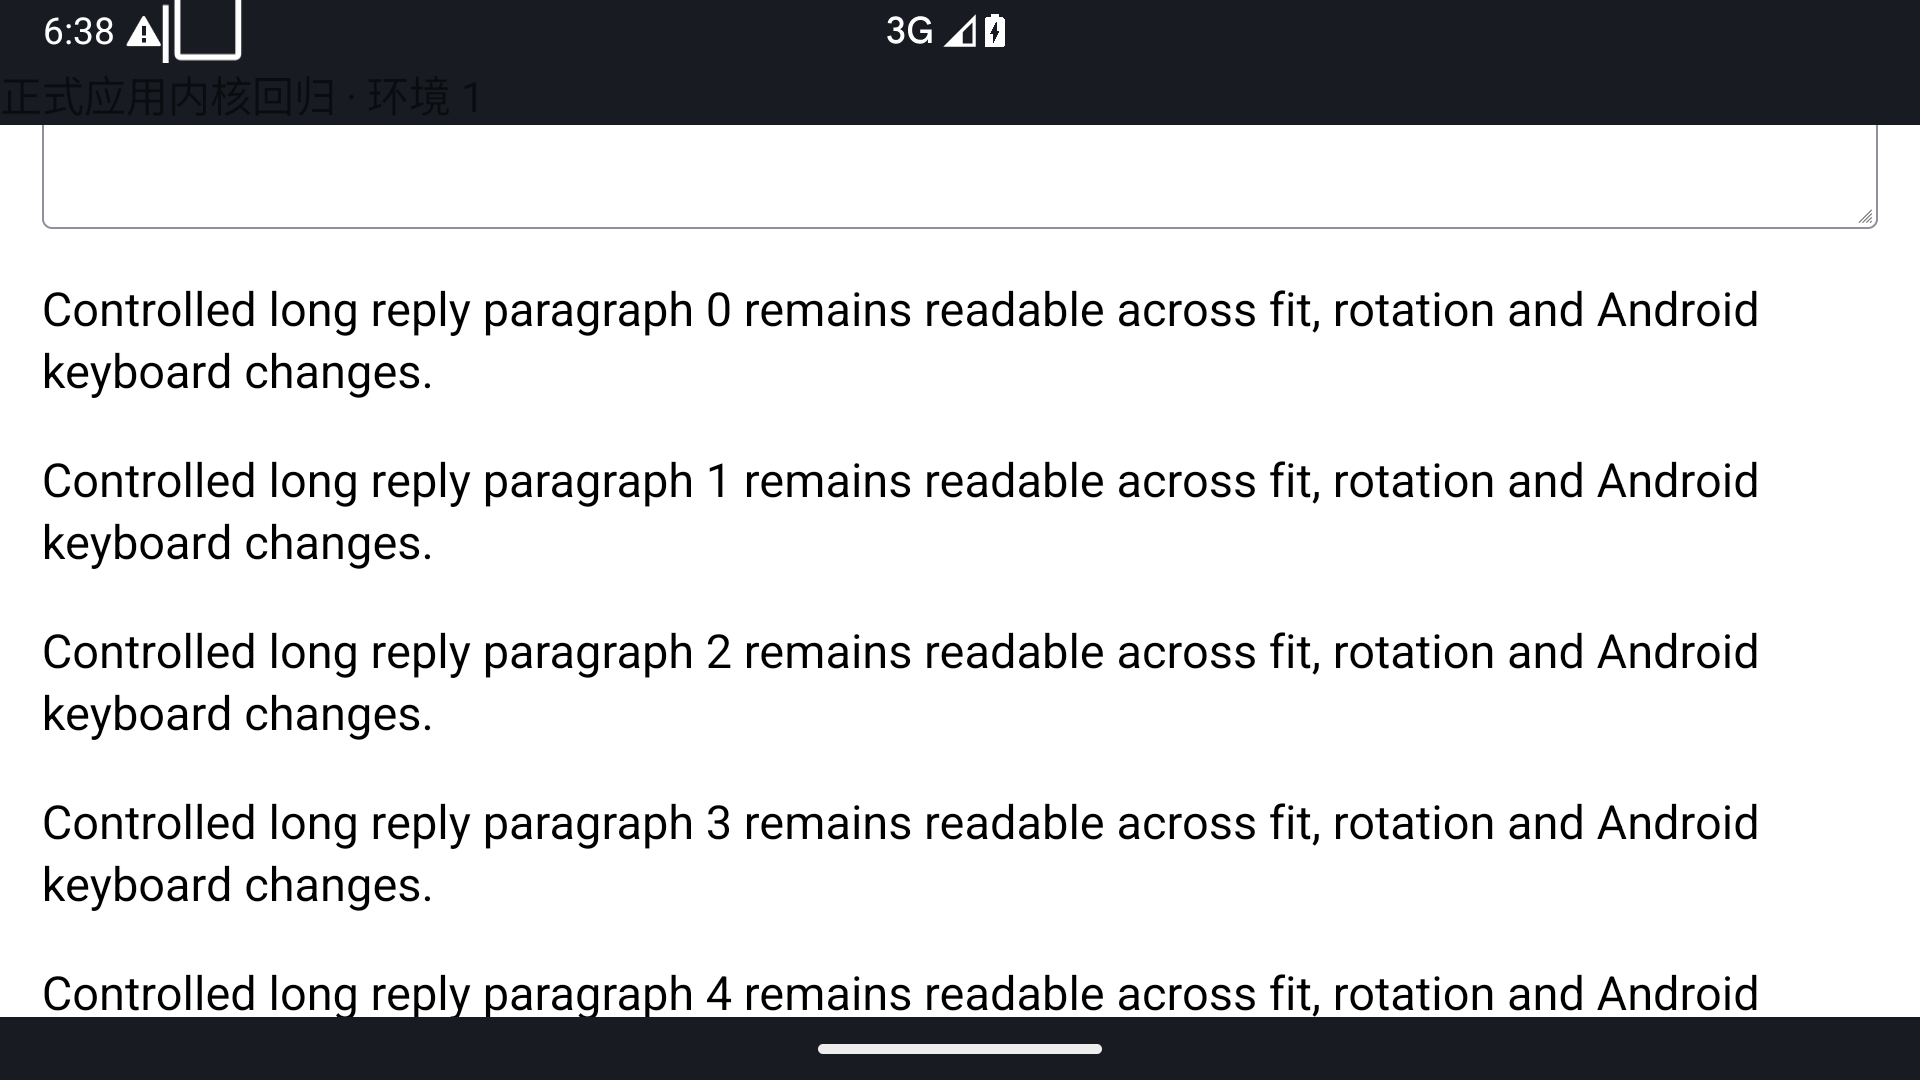 6:38
3G
正式应用内核回归 · 环境 1
Controlled long reply paragraph 0 remains readable across fit, rotation and Android
keyboard changes.
Controlled long reply paragraph 1 remains readable across fit, rotation and Android
keyboard changes.
Controlled long reply paragraph 2 remains readable across fit, rotation and Android
keyboard changes.
Controlled long reply paragraph 3 remains readable across fit, rotation and Android
keyboard changes.
Controlled long reply paragraph 4 remains readable across fit, rotation and Android